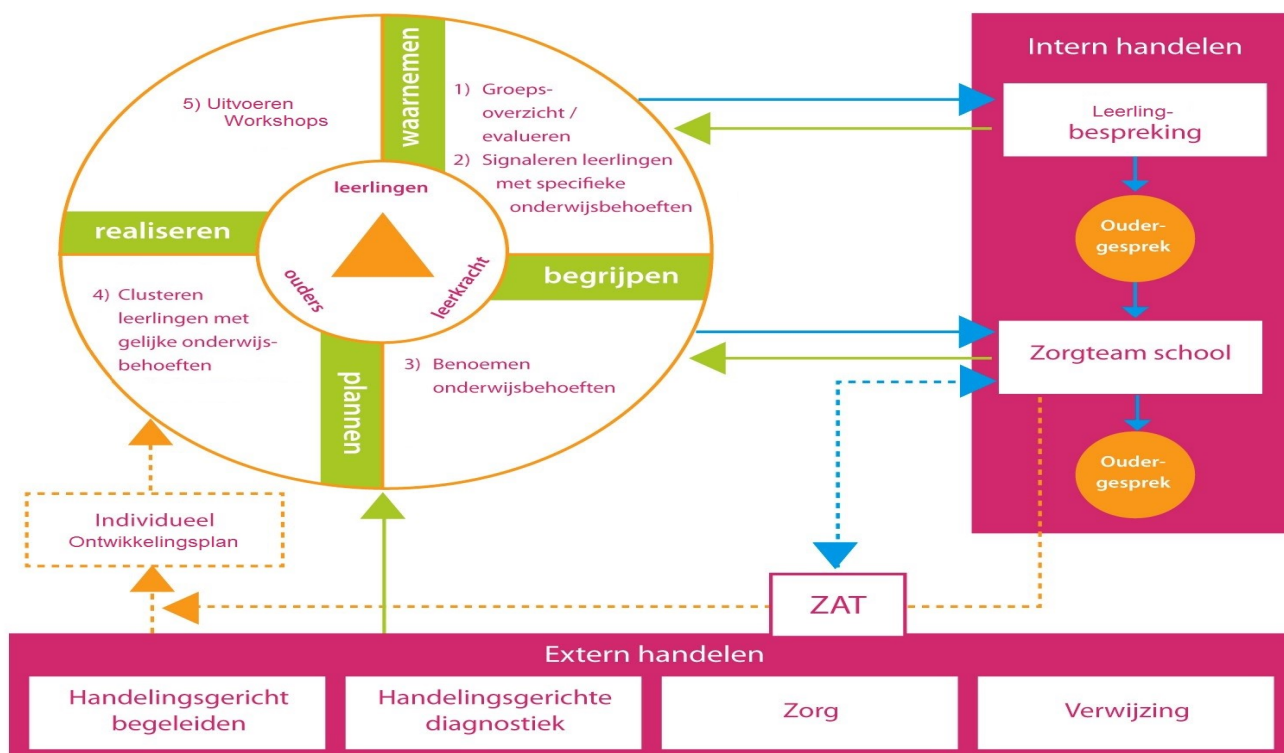 waarnemen
1) Groeps-
overzicht /
evalueren
2) Signaleren leerlingen
met specifieke
onderwijsbehoeften
begrijpen
3) Benoemen
onderwijsbehoeften
plannen
4) Clusteren
leerlingen met
gelijke onderwijs-
behoeften
realiseren
5) Uitvoeren
Workshops
leerlingen
leerkracht
ouders
Intern handelen
Leerling-
bespreking
Ouder-
gesprek
Zorgteam school
Ouder-
gesprek
Individueel
Ontwikkelingsplan
ZAT
Extern handelen
Handelingsgericht
begeleiden
Handelingsgerichte
diagnostiek
Zorg
Verwijzing